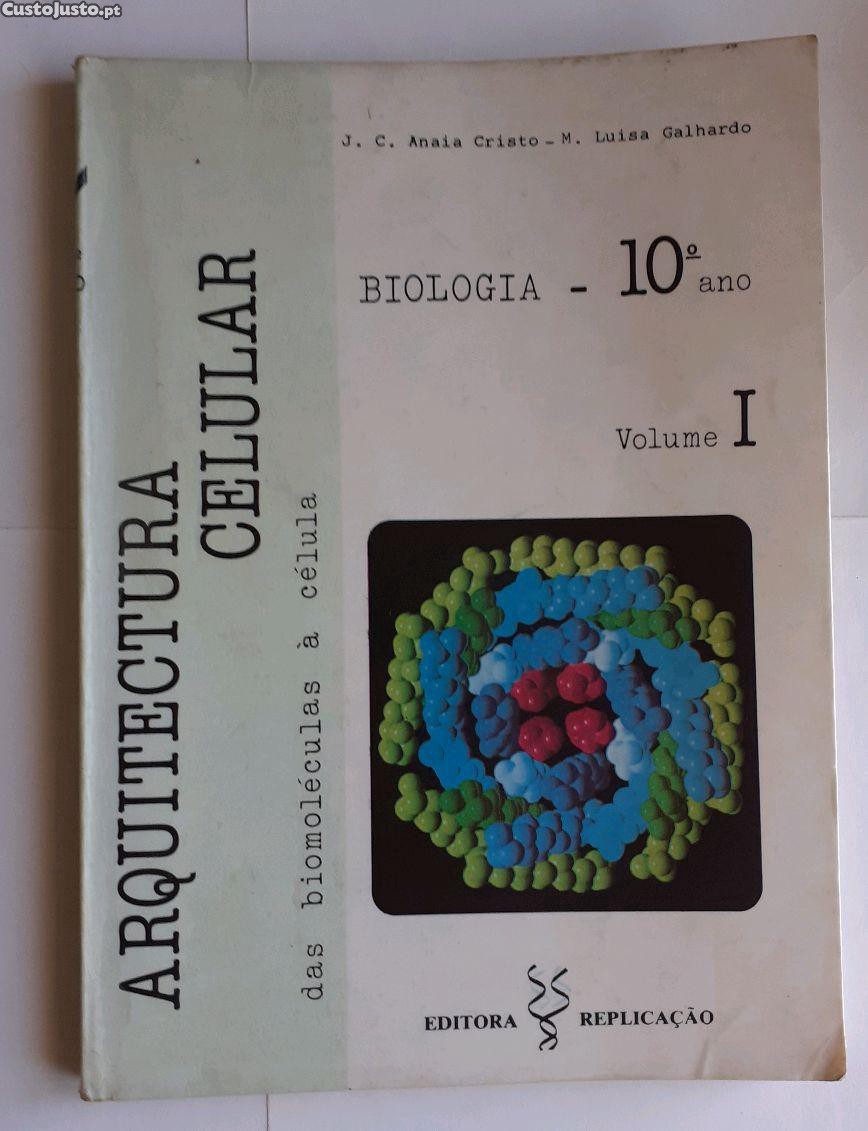 CustoJusto.pt
J. C. Anaia Cristo - M. Luisa Galhardo
BIOLOGIA - 10º ano
Volume I
ARQUITECTURA
CELULAR
das biomoléculas à célula
EDITORA REPLICAÇÃO